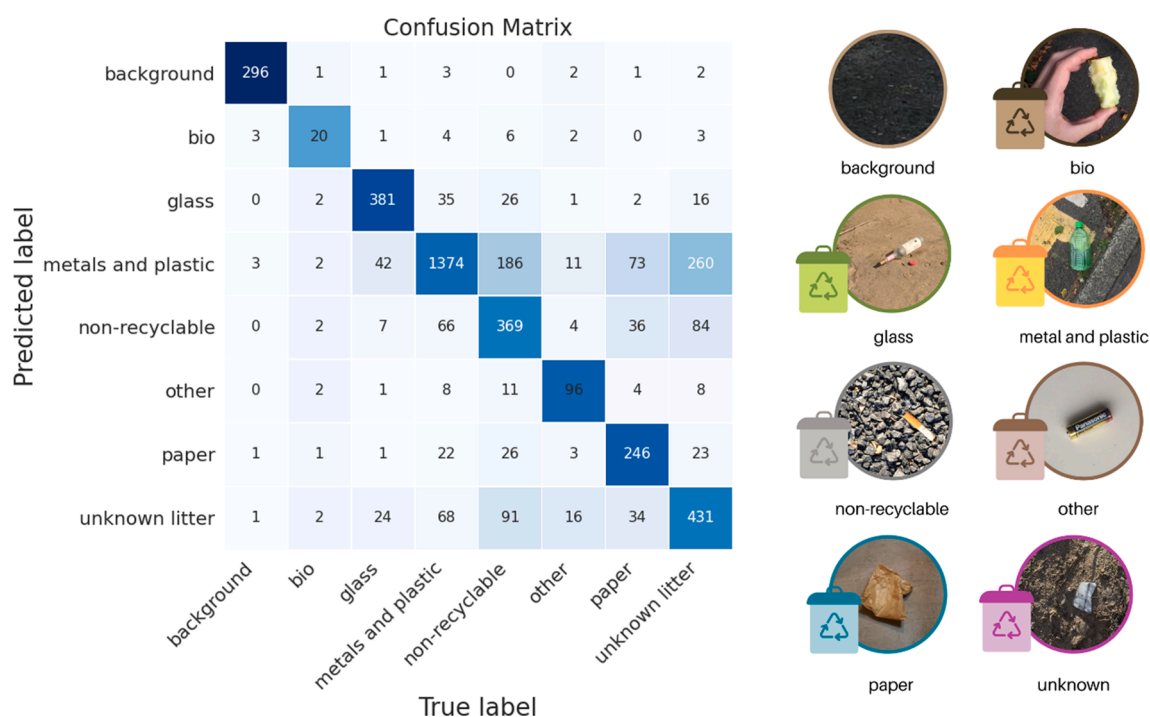 Confusion Matrix
Predicted label
background 296 1 1 3 0 2 1 2
bio 3 20 1 4 6 2 0 3
glass 0 2 381 35 26 1 2 16
metals and plastic 3 2 42 1374 186 11 73 260
non-recyclable 0 2 7 66 369 4 36 84
other 0 2 1 8 11 96 4 8
paper 1 1 1 22 26 3 246 23
unknown litter 1 2 24 68 91 16 34 431
background bio glass metals and plastic non-recyclable other paper unknown litter
True label
background bio
glass metal and plastic
Panasonic
non-recyclable other
paper unknown